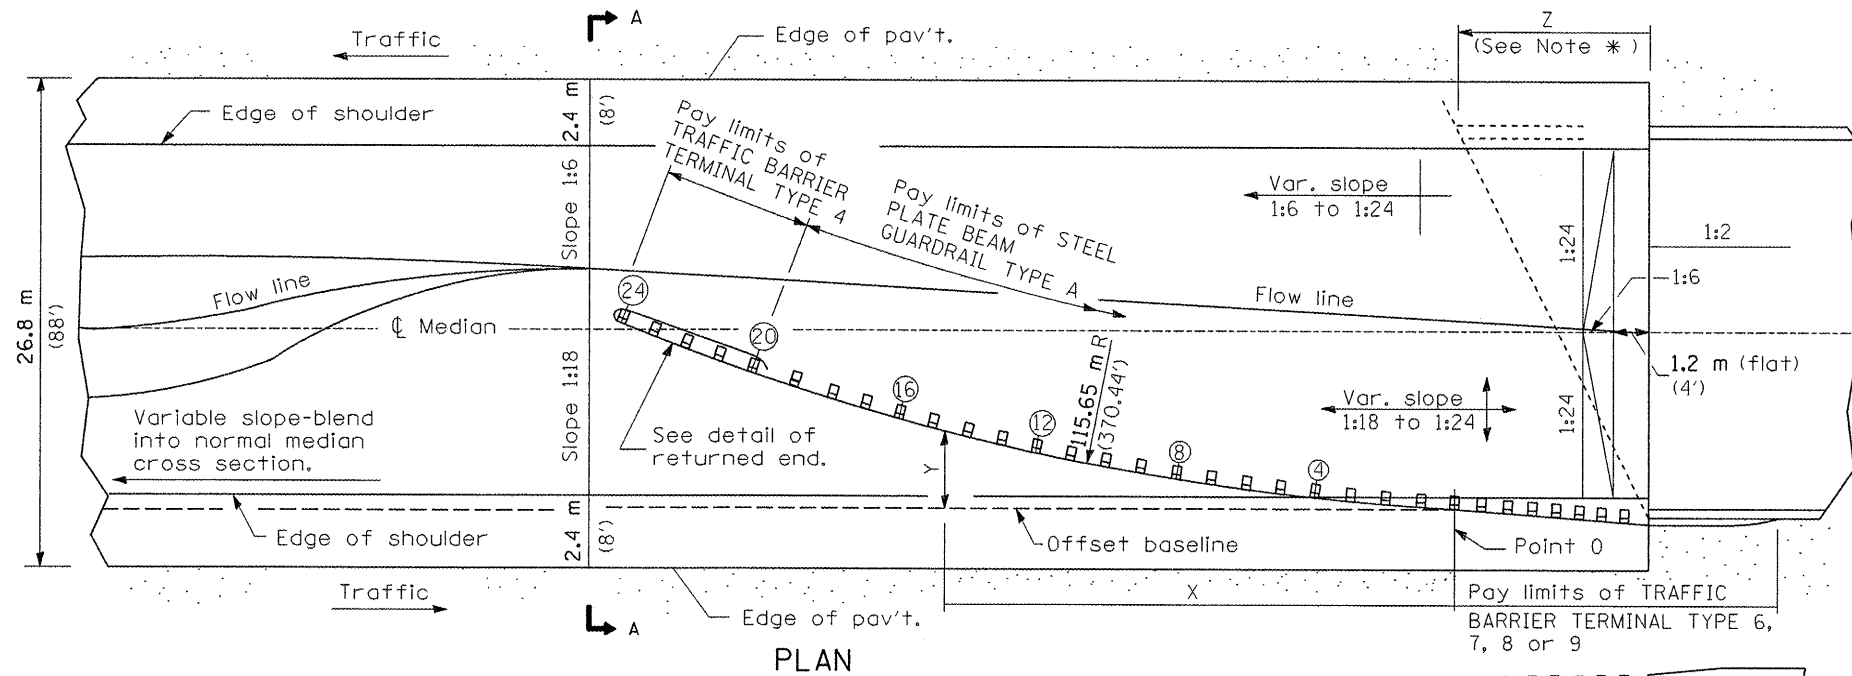 A
Z
(See Note * )
Traffic
Edge of pav't.
Edge of shoulder
2.4 m
(8')
Pay limits of
TRAFFIC BARRIER
TERMINAL TYPE 4
Pay limits of STEEL
PLATE BEAM
GUARDRAIL TYPE A
Var. slope
1:6 to 1:24
Slope 1:6
1:24
1:2
1:6
Flow line
Flow line
26.8 m
(88')
℄ Median
24
20
16
12
8
4
115.65 m R
(370.44')
1.2 m (flat)
(4')
Var. slope
1:18 to 1:24
1:24
Slope 1:18
Variable slope-blend
into normal median
cross section.
See detail of
returned end.
Y
2.4 m
(8')
Edge of shoulder
Offset baseline
Point 0
Traffic
X
Pay limits of TRAFFIC
BARRIER TERMINAL TYPE 6,
7, 8 or 9
A
Edge of pav't.
PLAN